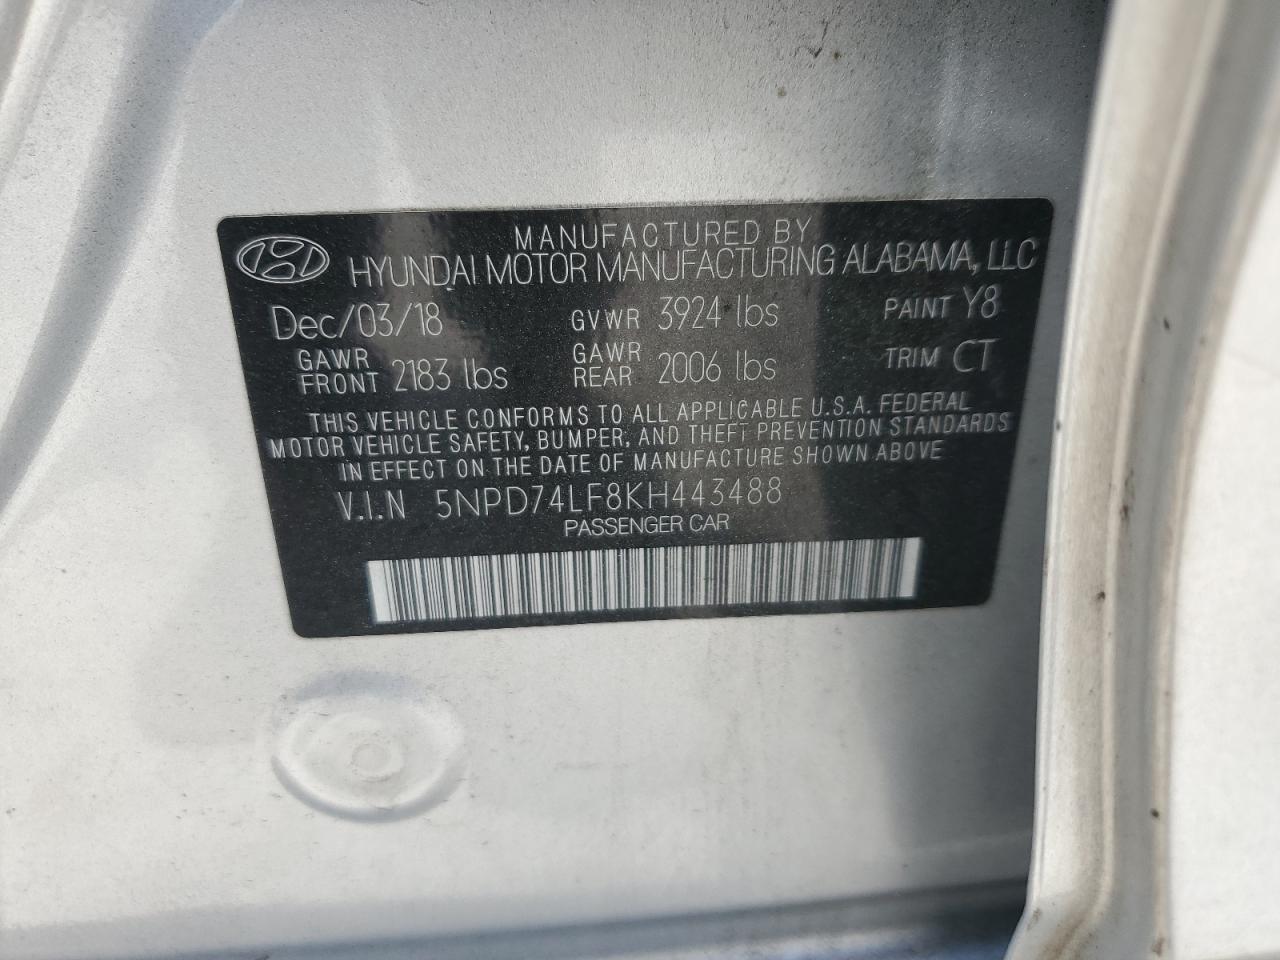 MANUFACTURED BY
HYUNDAI MOTOR MANUFACTURING ALABAMA, LLC
Dec/03/18 GVWR 3924 lbs PAINT Y8
GAWR FRONT 2183 lbs GAWR REAR 2006 lbs TRIM CT
THIS VEHICLE CONFORMS TO ALL APPLICABLE U.S.A. FEDERAL
MOTOR VEHICLE SAFETY, BUMPER, AND THEFT PREVENTION STANDARDS
IN EFFECT ON THE DATE OF MANUFACTURE SHOWN ABOVE
V.I.N 5NPD74LF8KH443488
PASSENGER CAR